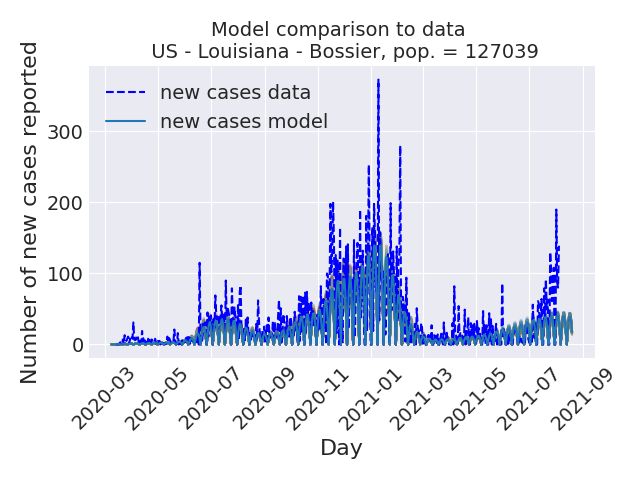 Model comparison to data
US - Louisiana - Bossier, pop. = 127039
new cases data
new cases model
Number of new cases reported
300
200
100
0
2020-03
2020-05
2020-07
2020-09
2020-11
2021-01
2021-03
2021-05
2021-07
2021-09
Day